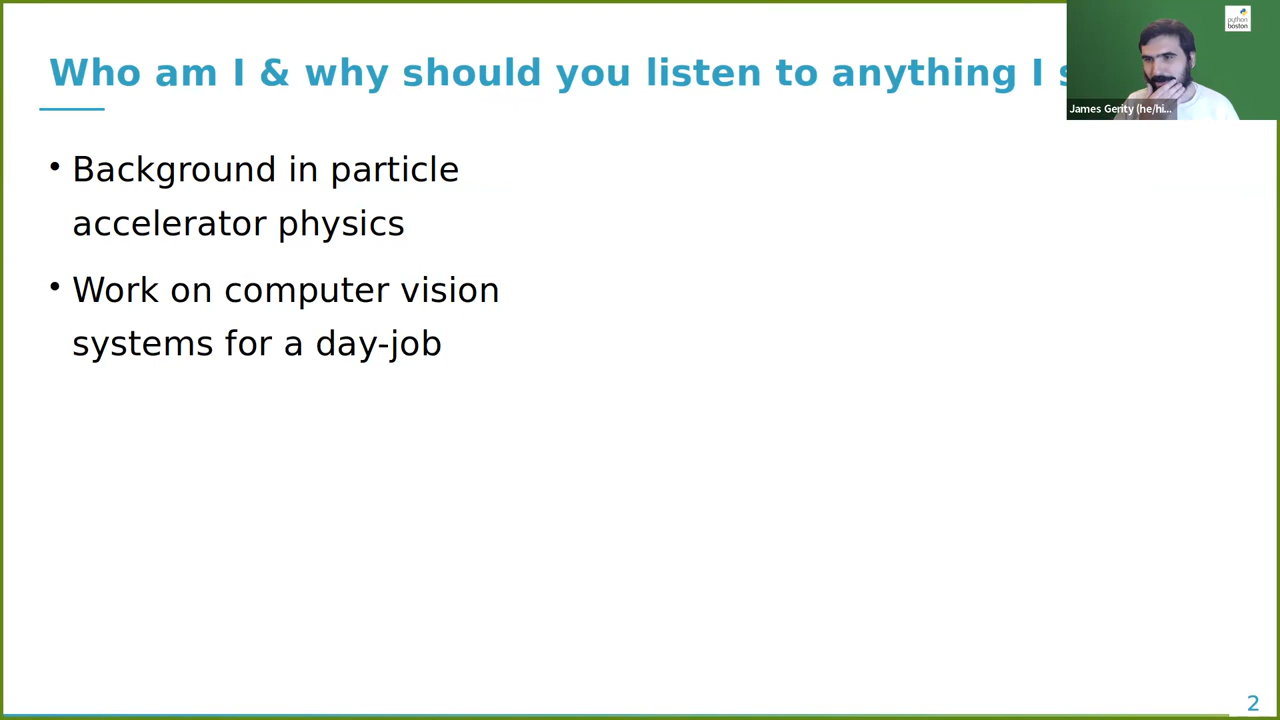 Who am I & why should you listen to anything I s
python
boston
James Gerity (he/hi...
• Background in particle
accelerator physics
• Work on computer vision
systems for a day-job
2